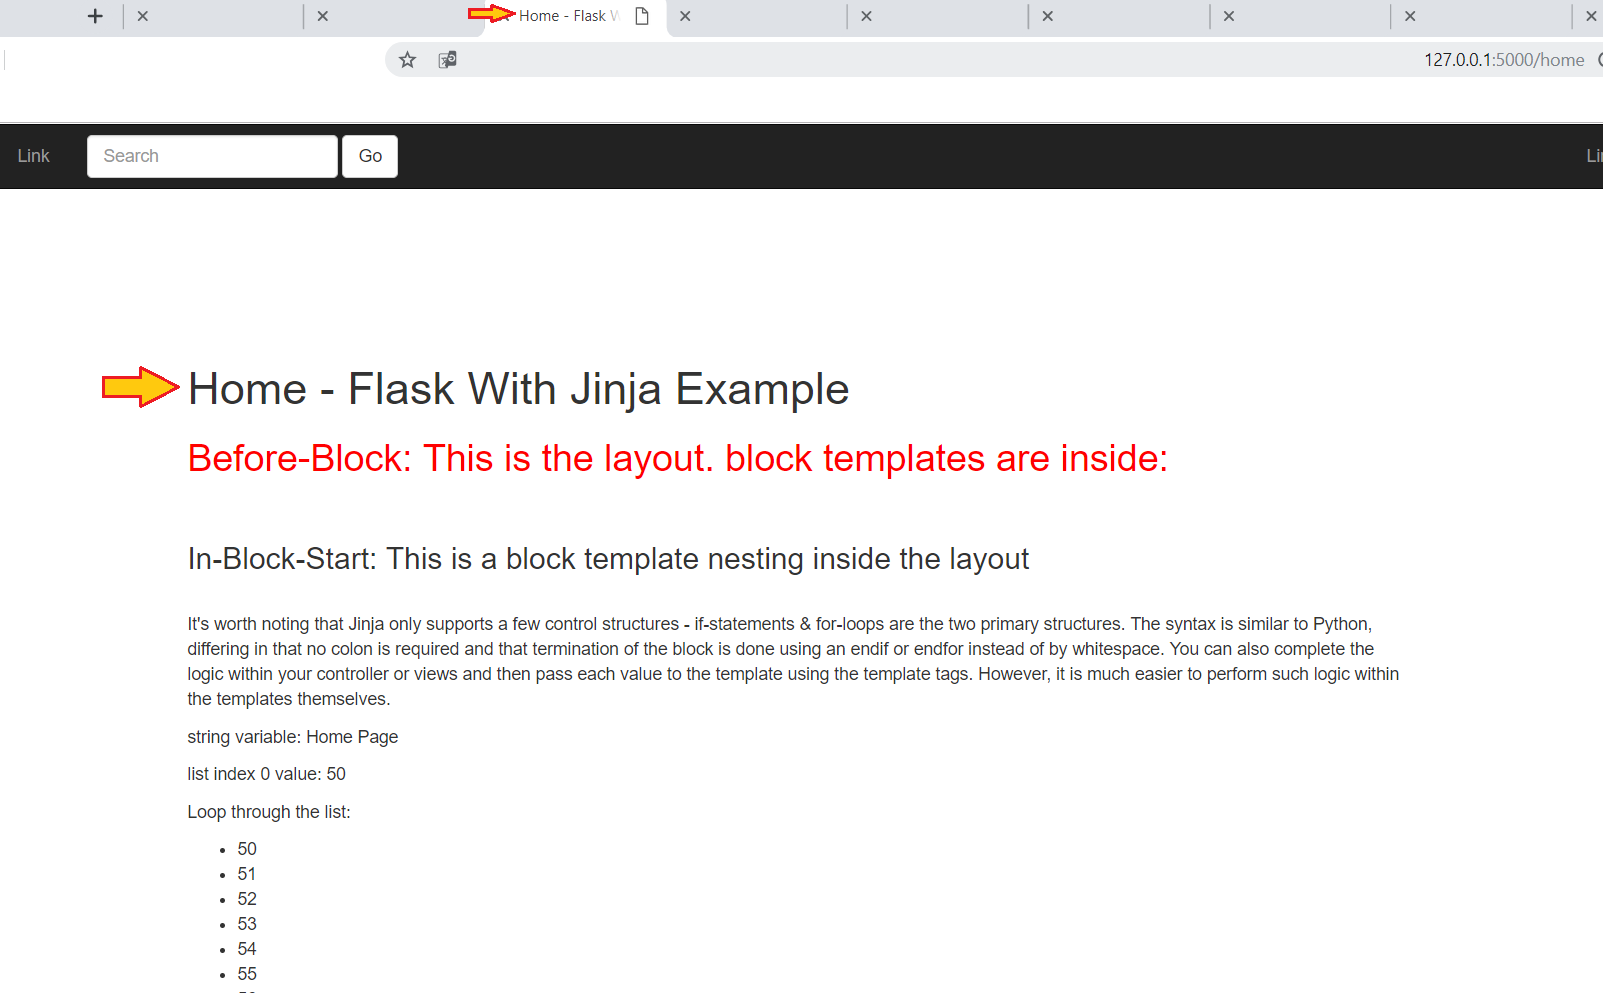 Home - Flask W
127.0.0.1:5000/home
Link
Search
Go
Home - Flask With Jinja Example
Before-Block: This is the layout. block templates are inside:
In-Block-Start: This is a block template nesting inside the layout
It's worth noting that Jinja only supports a few control structures - if-statements & for-loops are the two primary structures. The syntax is similar to Python,
differing in that no colon is required and that termination of the block is done using an endif or endfor instead of by whitespace. You can also complete the
logic within your controller or views and then pass each value to the template using the template tags. However, it is much easier to perform such logic within
the templates themselves.
string variable: Home Page
list index 0 value: 50
Loop through the list:
50
51
52
53
54
55